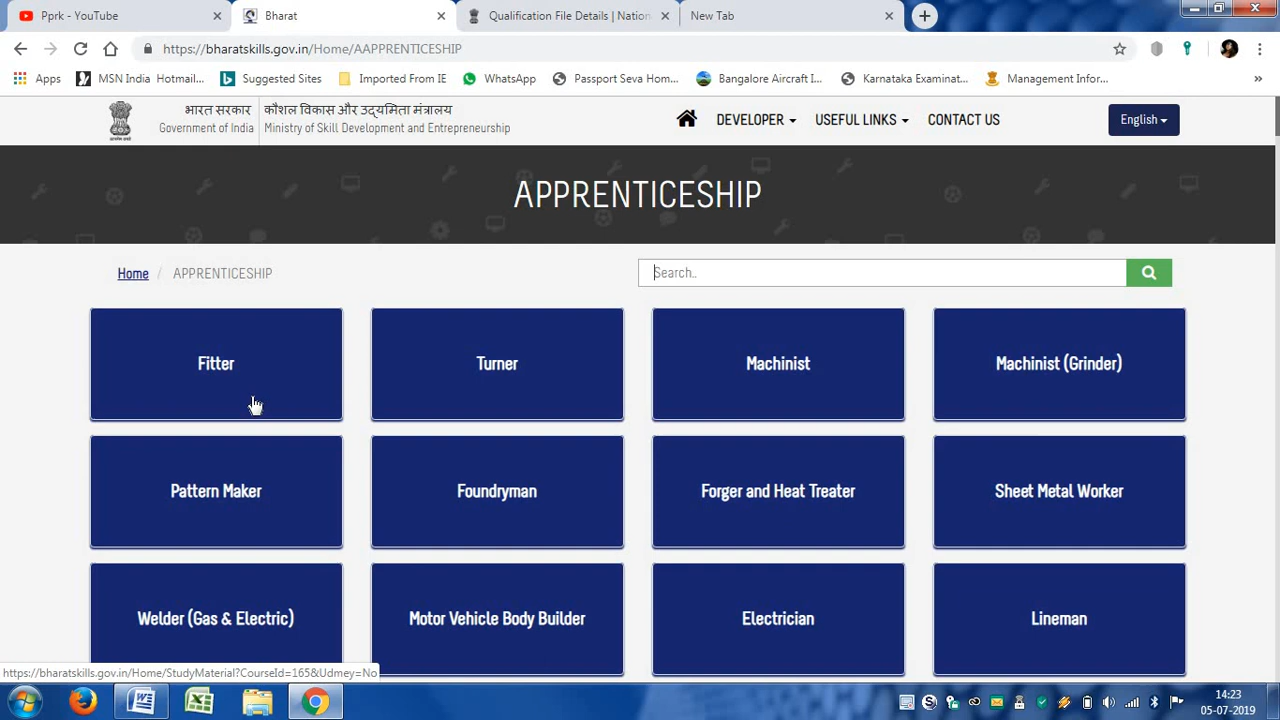 Pprk - YouTube
Bharat
Qualification File Details | Nation
New Tab
https://bharatskills.gov.in/Home/AAPPRENTICESHIP
Apps
MSN India Hotmail...
Suggested Sites
Imported From IE
WhatsApp
Passport Seva Hom...
Bangalore Aircraft I...
Karnataka Examinat...
Management Infor...
»
भारत सरकार
Government of India
कौशल विकास और उद्यमिता मंत्रालय
Ministry of Skill Development and Entrepreneurship
DEVELOPER
USEFUL LINKS
CONTACT US
English
APPRENTICESHIP
Home / APPRENTICESHIP
Search..
Fitter
Turner
Machinist
Machinist (Grinder)
Pattern Maker
Foundryman
Forger and Heat Treater
Sheet Metal Worker
Welder (Gas & Electric)
Motor Vehicle Body Builder
Electrician
Lineman
https://bharatskills.gov.in/Home/StudyMaterial?CourseId=165&Udmey=No
14:23
05-07-2019